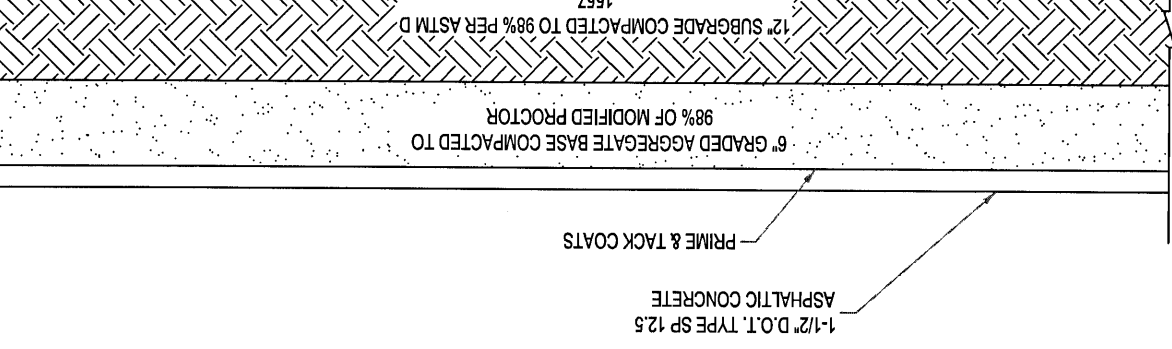 1-1/2" D.O.T. TYPE SP 12.5
ASPHALTIC CONCRETE
PRIME & TACK COATS
6" GRADED AGGREGATE BASE COMPACTED TO
98% OF MODIFIED PROCTOR
12" SUBGRADE COMPACTED TO 98% PER ASTM D
1557